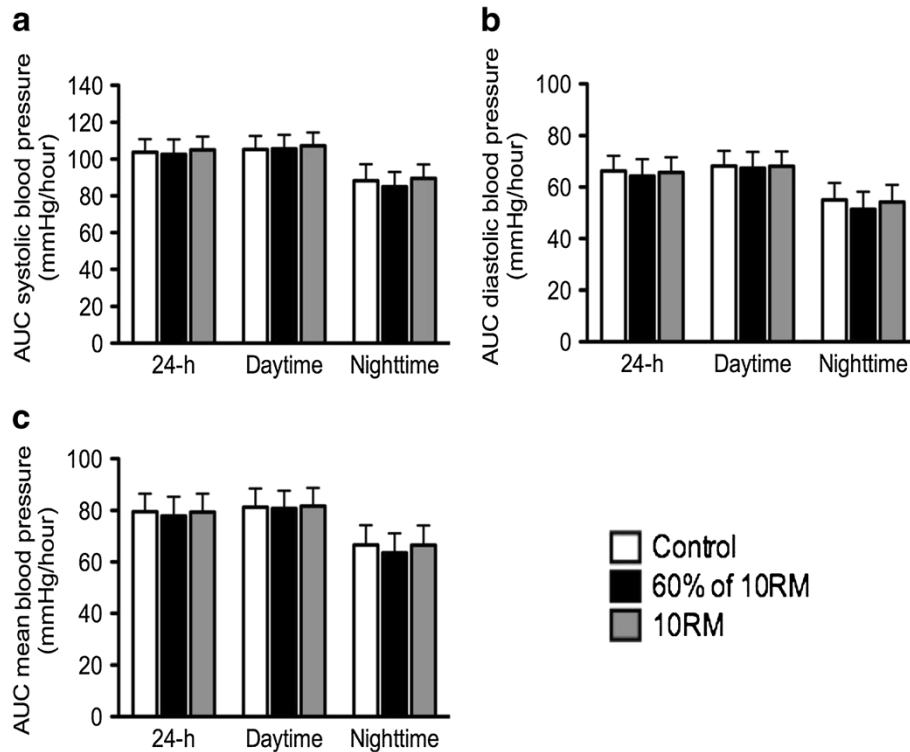 a
AUC systolic blood pressure
(mmHg/hour)
140
120
100
80
60
40
20
0
24-h Daytime Nighttime
b
AUC diastolic blood pressure
(mmHg/hour)
100
80
60
40
20
0
24-h Daytime Nighttime
c
AUC mean blood pressure
(mmHg/hour)
100
80
60
40
20
0
24-h Daytime Nighttime
Control
60% of 10RM
10RM